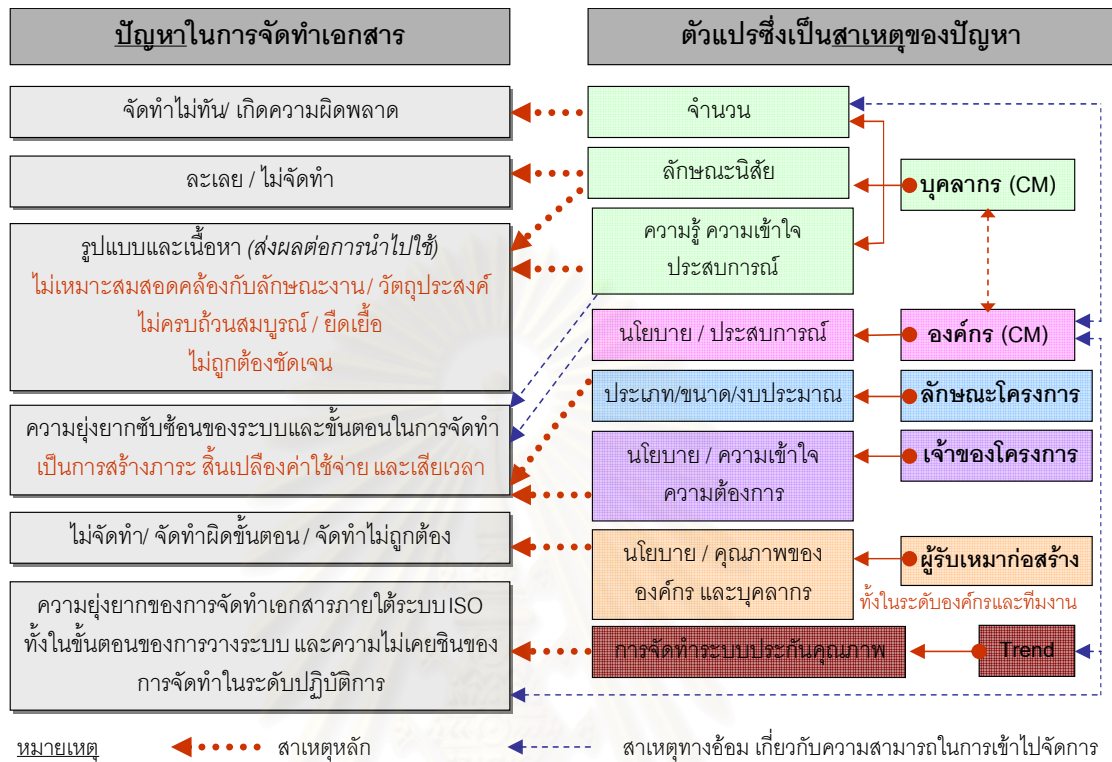 ปัญหาในการจัดทำเอกสาร
ตัวแปรซึ่งเป็นสาเหตุของปัญหา
จัดทำไม่ทัน/ เกิดความผิดพลาด
ละเลย / ไม่จัดทำ
รูปแบบและเนื้อหา (ส่งผลต่อการนำไปใช้)
ไม่เหมาะสมสอดคล้องกับลักษณะงาน / วัตถุประสงค์
ไม่ครบถ้วนสมบูรณ์ / ยืดเยื้อ
ไม่ถูกต้องชัดเจน
ความยุ่งยากซับซ้อนของระบบและขั้นตอนในการจัดทำ
เป็นการสร้างภาระ สิ้นเปลืองค่าใช้จ่าย และเสียเวลา
ไม่จัดทำ/ จัดทำผิดขั้นตอน / จัดทำไม่ถูกต้อง
ความยุ่งยากของการจัดทำเอกสารภายใต้ระบบ ISO
ทั้งในขั้นตอนของการวางระบบ และความไม่เคยชินของ
การจัดทำในระดับปฏิบัติการ
จำนวน
ลักษณะนิสัย
ความรู้ ความเข้าใจ
ประสบการณ์
นโยบาย / ประสบการณ์
ประเภท/ขนาด/งบประมาณ
นโยบาย / ความเข้าใจ
ความต้องการ
นโยบาย / คุณภาพของ
องค์กร และบุคลากร
การจัดทำระบบประกันคุณภาพ
บุคลากร (CM)
องค์กร (CM)
ลักษณะโครงการ
เจ้าของโครงการ
ผู้รับเหมาก่อสร้าง
ทั้งในระดับองค์กรและทีมงาน
Trend
หมายเหตุ
สาเหตุหลัก
สาเหตุทางอ้อม เกี่ยวกับความสามารถในการเข้าไปจัดการ